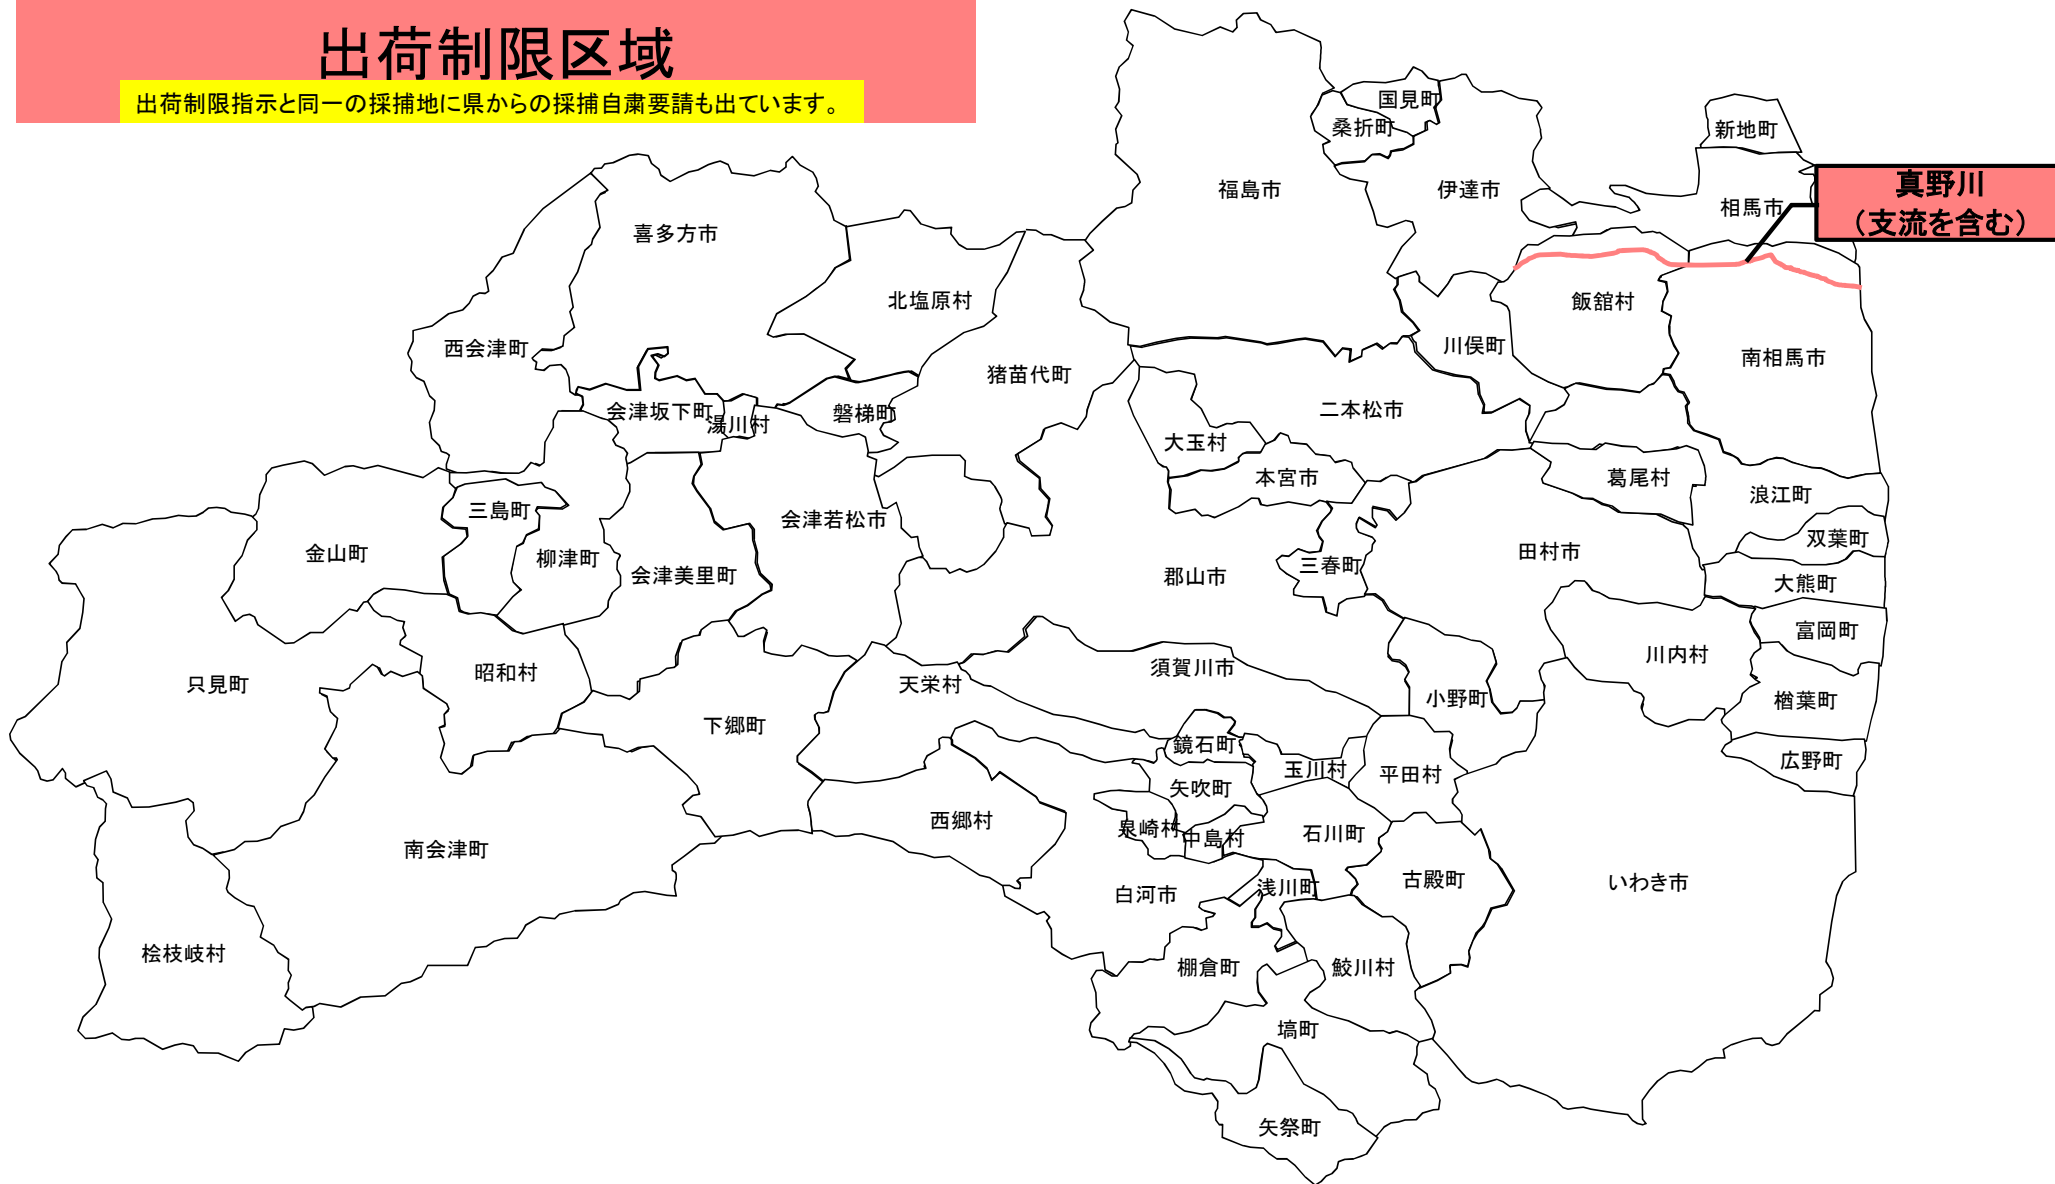 出荷制限区域
出荷制限指示と同一の採捕地に県からの採捕自粛要請も出ています。
国見町
桑折町
新地町
福島市
伊達市
相馬市
真野川
（支流を含む）
喜多方市
北塩原村
飯舘村
西会津町
川俣町
南相馬市
猪苗代町
会津坂下町
湯川村
磐梯町
二本松市
大玉村
本宮市
葛尾村
浪江町
三島町
会津若松市
双葉町
金山町
柳津町
会津美里町
郡山市
三春町
田村市
大熊町
富岡町
川内村
只見町
昭和村
天栄村
須賀川市
小野町
楢葉町
下郷町
鏡石町
玉川村
平田村
広野町
矢吹町
西郷村
泉崎村
中島村
石川町
南会津町
白河市
浅川町
古殿町
いわき市
桧枝岐村
棚倉町
鮫川村
塙町
矢祭町